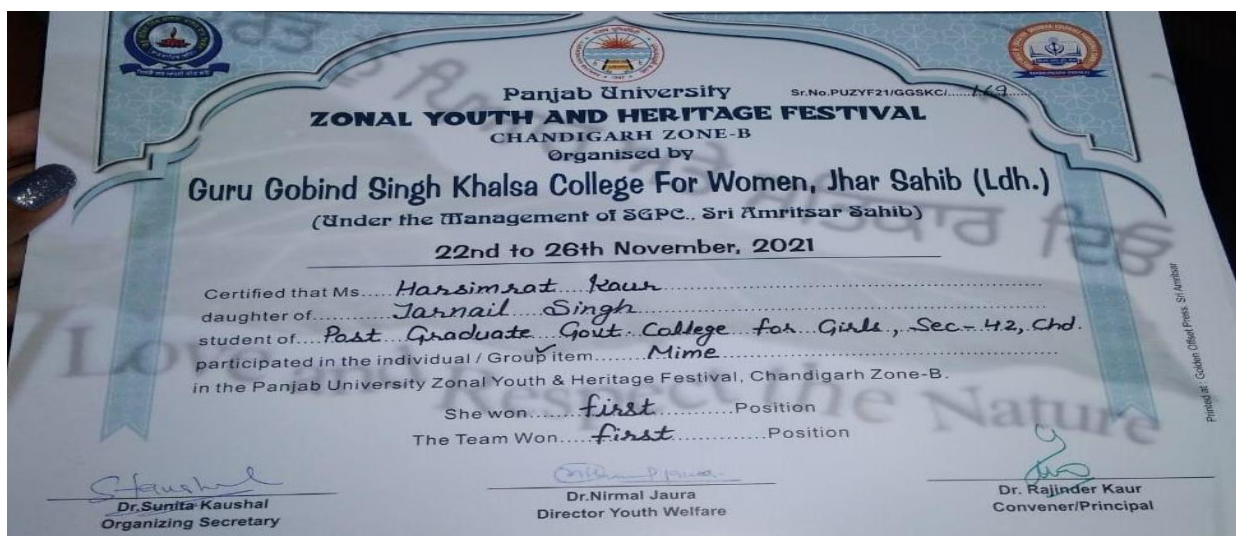 Panjab University
Sr.No.PUZYF21/GGSKC/......169......
ZONAL YOUTH AND HERITAGE FESTIVAL
CHANDIGARH ZONE-B
Organised by
Guru Gobind Singh Khalsa College For Women, Jhar Sahib (Ldh.)
(Under the Management of SGPC., Sri Amritsar Sahib)
22nd to 26th November, 2021
Certified that Ms.....Harsimrat Kaur
daughter of............Jarnail Singh
student of....Post Graduate Govt. College for Girls, Sec-42, Chd.
participated in the individual / Group item.......Mime
in the Panjab University Zonal Youth & Heritage Festival, Chandigarh Zone-B.
She won.......first...........Position
The Team Won....first.............Position
Love and Respect the Nature
Dr.Sunita Kaushal
Organizing Secretary
Dr.Nirmal Jaura
Director Youth Welfare
Dr. Rajinder Kaur
Convener/Principal
Printed at : Golden Offset Press Sri Amritsar